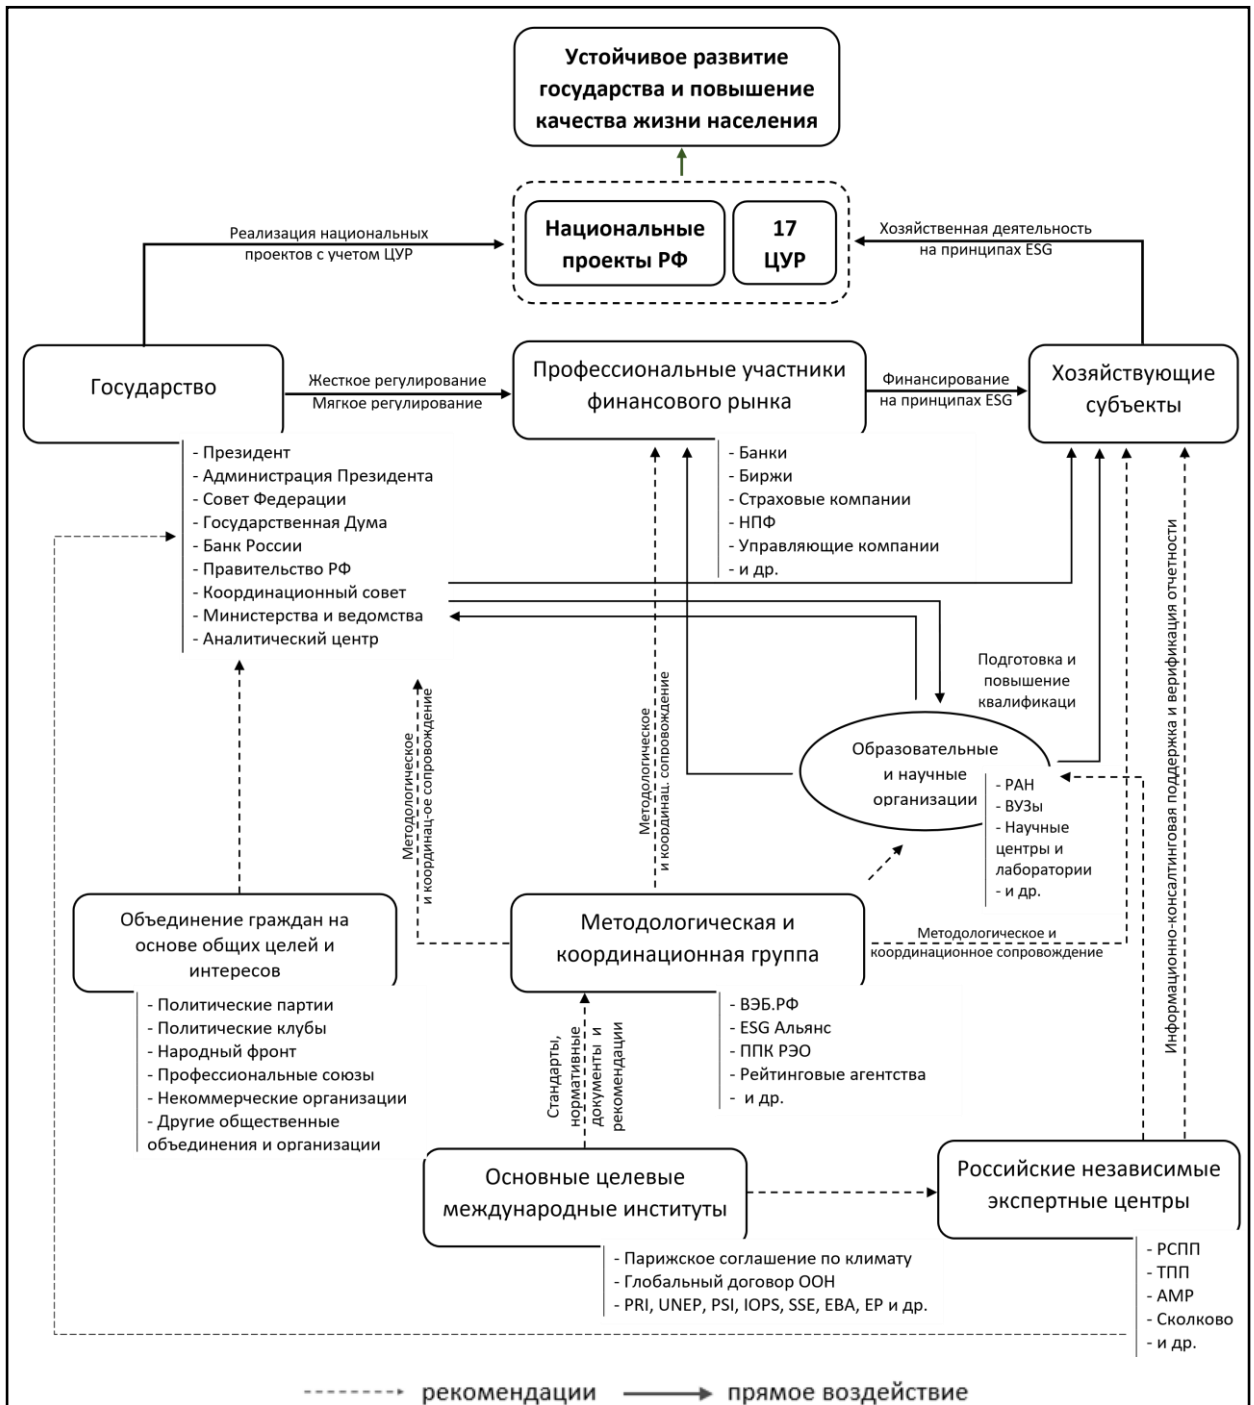 Устойчивое развитие
государства и повышение
качества жизни населения
Национальные
проекты РФ
17
ЦУР
Реализация национальных
проектов с учетом ЦУР
Хозяйственная деятельность
на принципах ESG
Государство
Жесткое регулирование
Мягкое регулирование
Профессиональные участники
финансового рынка
Финансирование
на принципах ESG
Хозяйствующие
субъекты
- Президент
- Администрация Президента
- Совет Федерации
- Государственная Дума
- Банк России
- Правительство РФ
- Координационный совет
- Министерства и ведомства
- Аналитический центр
- Банки
- Биржи
- Страховые компании
- НПФ
- Управляющие компании
- и др.
Подготовка и
повышение
квалификаци
Информационно-консалтинговая поддержка и верификация отчетности
Методологическое
и координац-ое сопровождение
Методологическое
и координац. сопровождение
Образовательные
и научные
организации
- РАН
- ВУЗы
- Научные
центры и
лаборатории
- и др.
Объединение граждан на
основе общих целей и
интересов
- Политические партии
- Политические клубы
- Народный фронт
- Профессиональные союзы
- Некоммерческие организации
- Другие общественные
объединения и организации
Методологическая и
координационная группа
Методологическое и
координационное сопровождение
- ВЭБ.РФ
- ESG Альянс
- ППК РЭО
- Рейтинговые агентства
- и др.
Стандарты,
нормативные
документы и
рекомендации
Основные целевые
международные институты
- Парижское соглашение по климату
- Глобальный договор ООН
- PRI, UNEP, PSI, IOPS, SSE, EBA, EP и др.
Российские независимые
экспертные центры
- РСПП
- ТПП
- АМР
- Сколково
- и др.
рекомендации
прямое воздействие